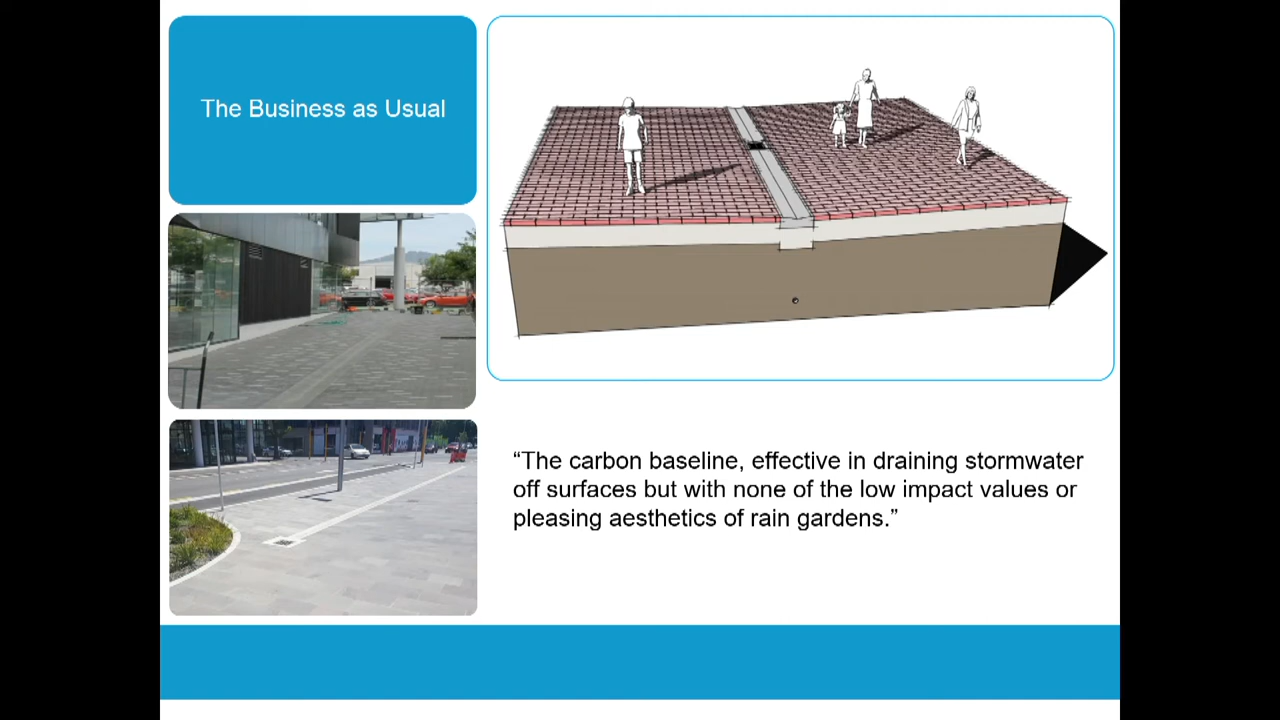 The Business as Usual
“The carbon baseline, effective in draining stormwater
off surfaces but with none of the low impact values or
pleasing aesthetics of rain gardens.”